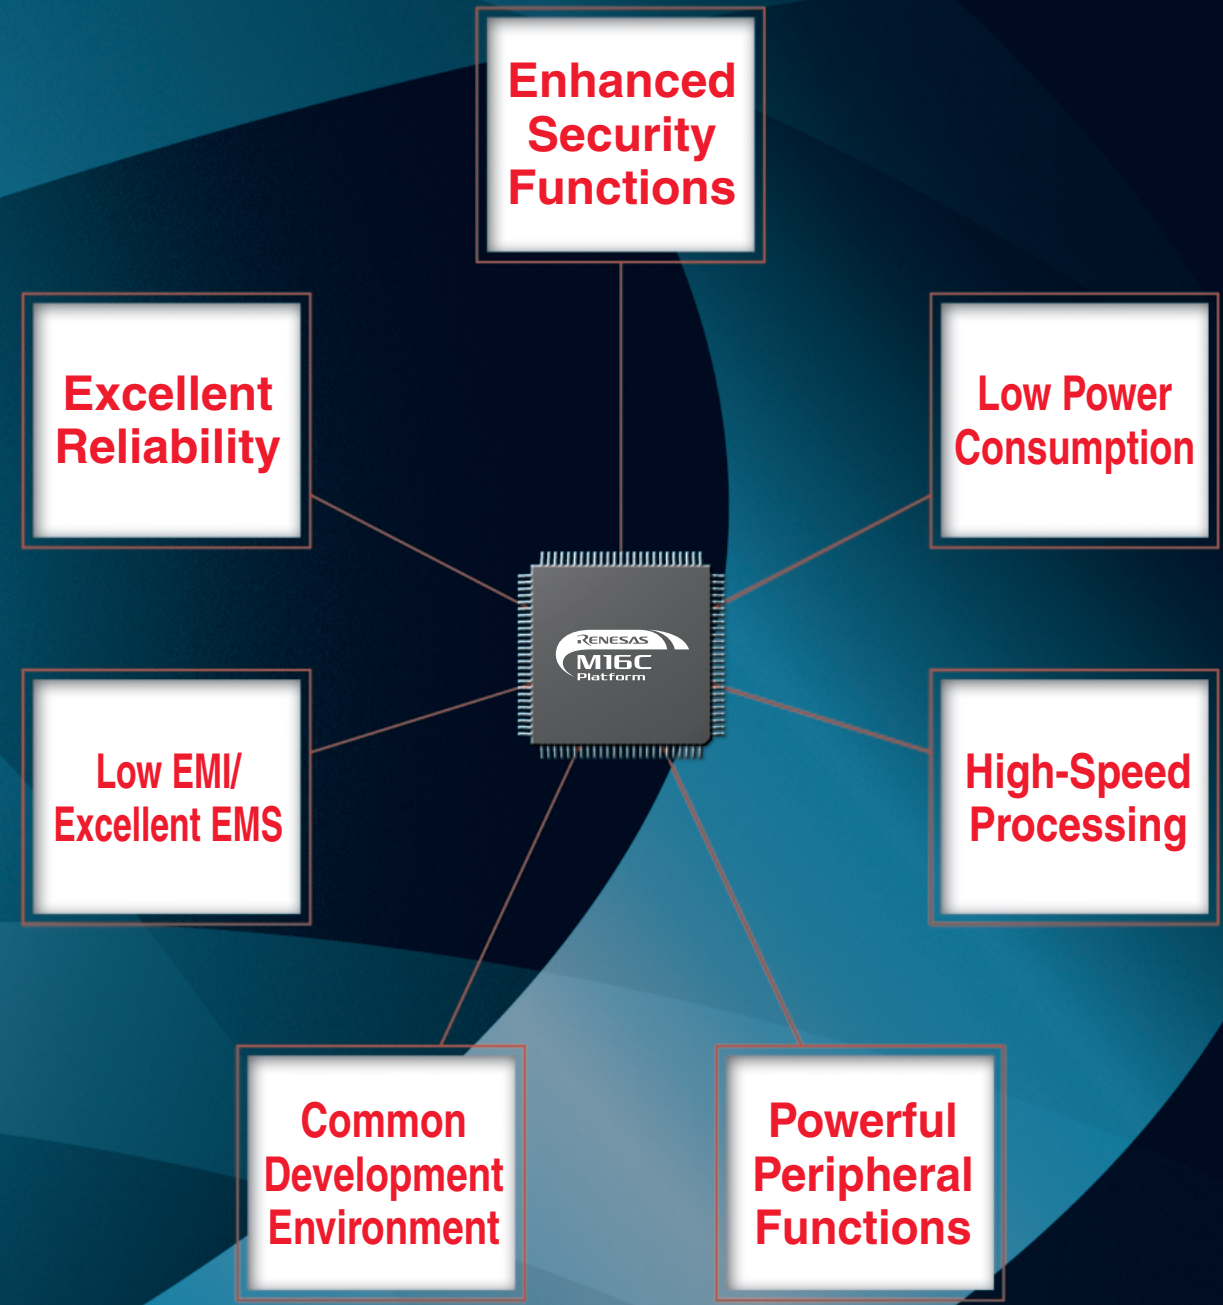 Enhanced
Security
Functions
Excellent
Reliability
Low Power
Consumption
RENESAS
M16C
Platform
Low EMI/
Excellent EMS
High-Speed
Processing
Common
Development
Environment
Powerful
Peripheral
Functions